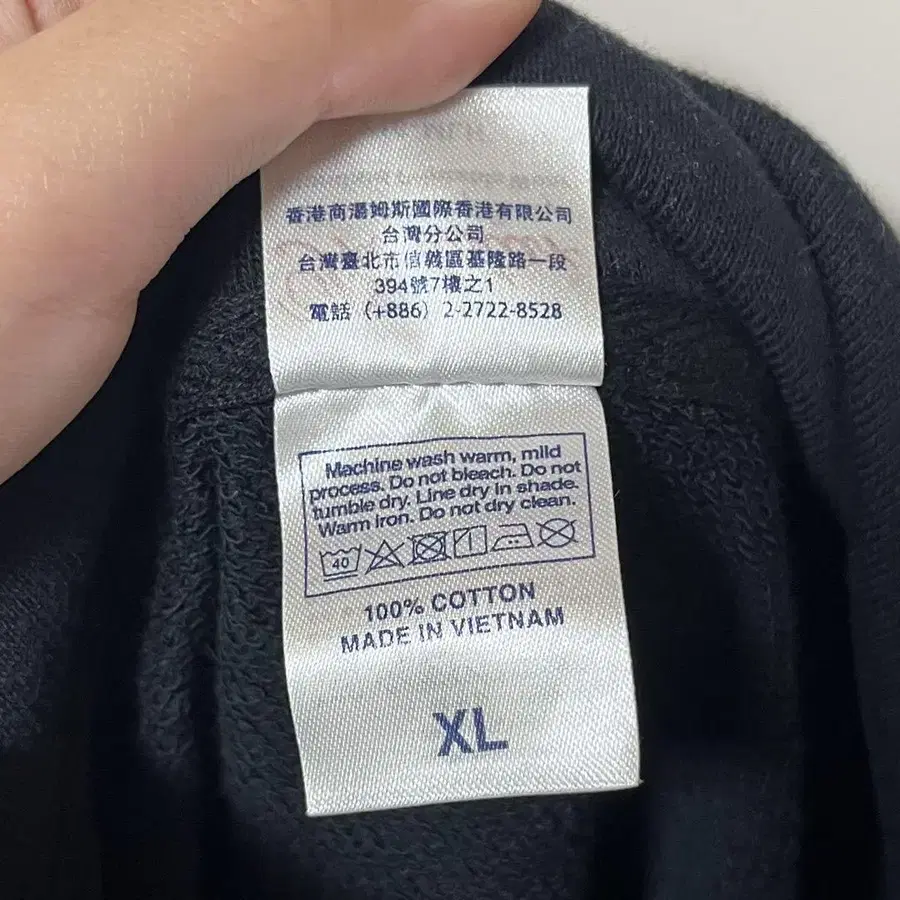 香港商湯姆斯國際香港有限公司
台灣分公司
台灣臺北市信義區基隆路一段
394號7樓之1
電話 (+886) 2-2722-8528
Machine wash warm, mild
process. Do not bleach. Do not
tumble dry. Line dry in shade.
Warm iron. Do not dry clean.
40
100% COTTON
MADE IN VIETNAM
XL